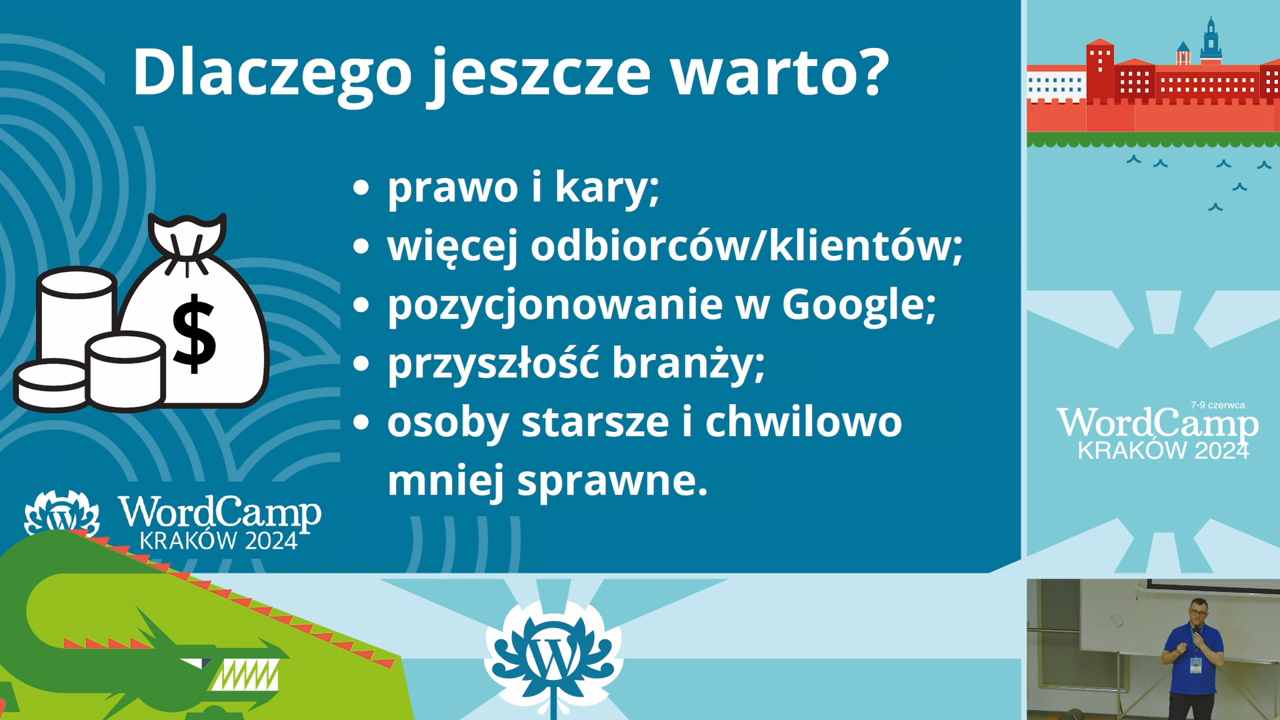 Dlaczego jeszcze warto?
• prawo i kary;
• więcej odbiorców/klientów;
• pozycjonowanie w Google;
• przyszłość branży;
• osoby starsze i chwilowo
mniej sprawne.
$
W
WordCamp
KRAKÓW 2024
7-9 czerwca
WordCamp
KRAKÓW 2024
W